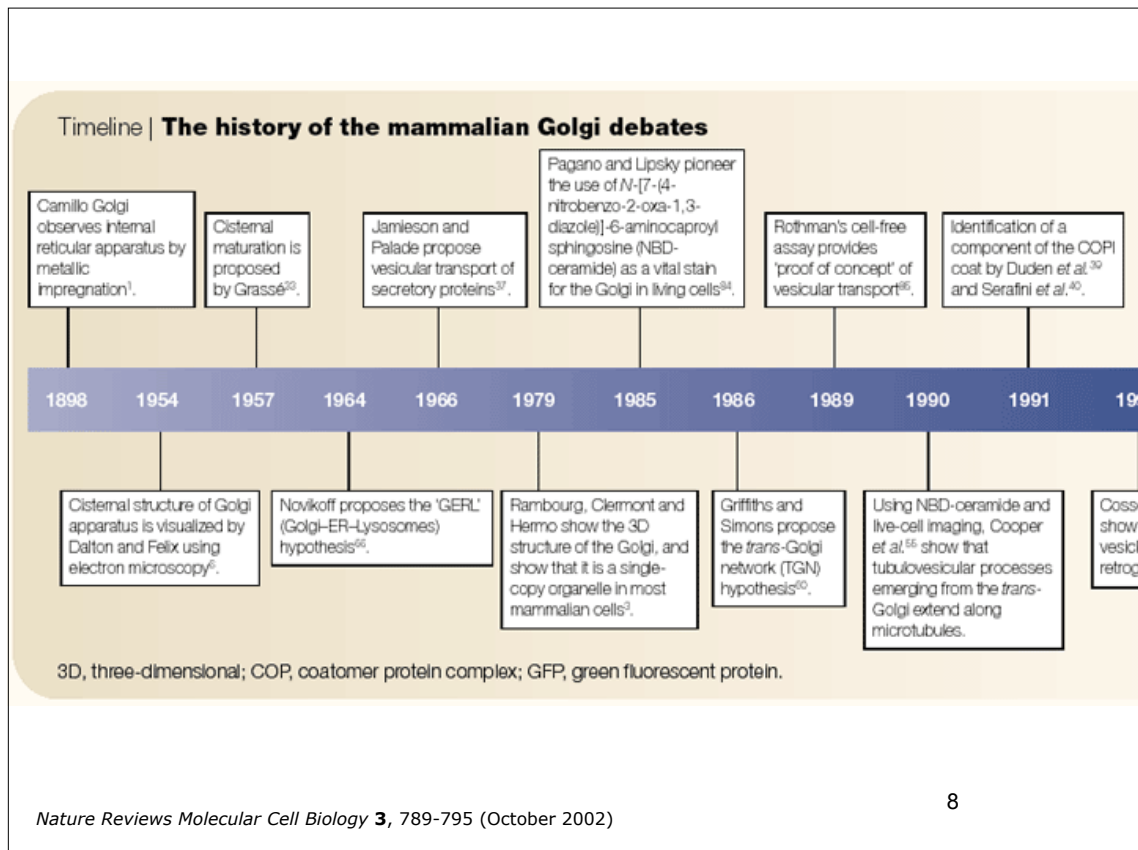 Timeline | The history of the mammalian Golgi debates
Camillo Golgi
observes internal
reticular apparatus by
metallic
impregnation¹.
Cisternal
maturation is
proposed
by Grassé³³.
Jamieson and
Palade propose
vesicular transport of
secretory proteins³⁷.
Pagano and Lipsky pioneer
the use of N-[7-(4-
nitrobenzo-2-oxa-1,3-
diazole)]-6-aminocaproyl
sphingosine (NBD-
ceramide) as a vital stain
for the Golgi in living cells⁸⁴.
Rothman's cell-free
assay provides
'proof of concept' of
vesicular transport⁸⁵.
Identification of a
component of the COPI
coat by Duden et al.³⁹
and Serafini et al.⁴⁰.
1898 1954 1957 1964 1966 1979 1985 1986 1989 1990 1991
Cisternal structure of Golgi
apparatus is visualized by
Dalton and Felix using
electron microscopy⁶.
Novikoff proposes the 'GERL'
(Golgi–ER–Lysosomes)
hypothesis⁵⁶.
Rambourg, Clermont and
Hermo show the 3D
structure of the Golgi, and
show that it is a single-
copy organelle in most
mammalian cells³.
Griffiths and
Simons propose
the trans-Golgi
network (TGN)
hypothesis⁶⁰.
Using NBD-ceramide and
live-cell imaging, Cooper
et al.⁵⁵ show that
tubulovesicular processes
emerging from the trans-
Golgi extend along
microtubules.
Coss
show
vesic
retrog
3D, three-dimensional; COP, coatomer protein complex; GFP, green fluorescent protein.
8
Nature Reviews Molecular Cell Biology 3, 789-795 (October 2002)